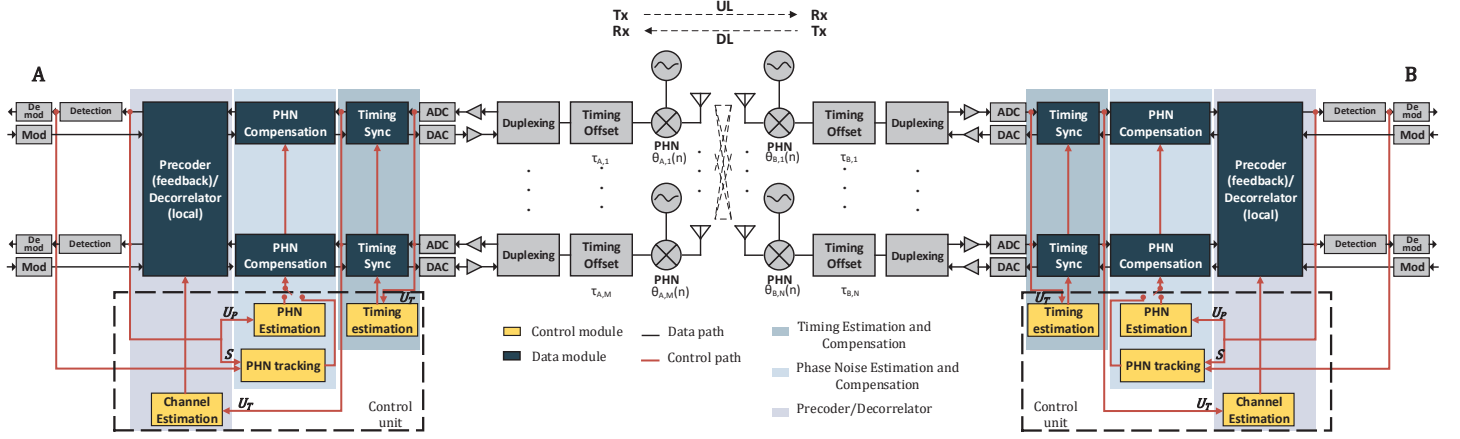 Tx UL Rx
Rx DL Tx
A
B
De mod
Detection
Mod
Precoder
(feedback)/
Decorrelator
(local)
PHN
Compensation
Timing
Sync
ADC
DAC
Duplexing
Timing
Offset
τA,1
PHN
θA,1(n)
PHN
θB,1(n)
Timing
Offset
τB,1
Duplexing
ADC
DAC
Timing
Sync
PHN
Compensation
Precoder
(feedback)/
Decorrelator
(local)
Detection
De mod
Mod
De mod
Detection
Mod
PHN
Compensation
Timing
Sync
ADC
DAC
Duplexing
Timing
Offset
τA,M
PHN
θA,M(n)
PHN
θB,N(n)
Timing
Offset
τB,N
Duplexing
ADC
DAC
Timing
Sync
PHN
Compensation
Detection
De mod
Mod
UP
PHN
Estimation
UT
Timing
estimation
S
PHN tracking
Channel
Estimation
UT
Control
unit
Control module
Data path
Data module
Control path
Timing Estimation and
Compensation
Phase Noise Estimation and
Compensation
Precoder/Decorrelator
UT
Timing
estimation
PHN
Estimation
UP
PHN tracking
S
Control
unit
UT
Channel
Estimation